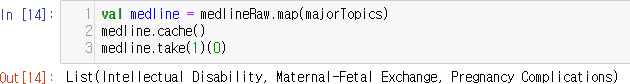 In [14]:
1 val medline = medlineRaw.map(majorTopics)
2 medline.cache()
3 medline.take(1)(0)
Out[14]: List(Intellectual Disability, Maternal-Fetal Exchange, Pregnancy Complications)